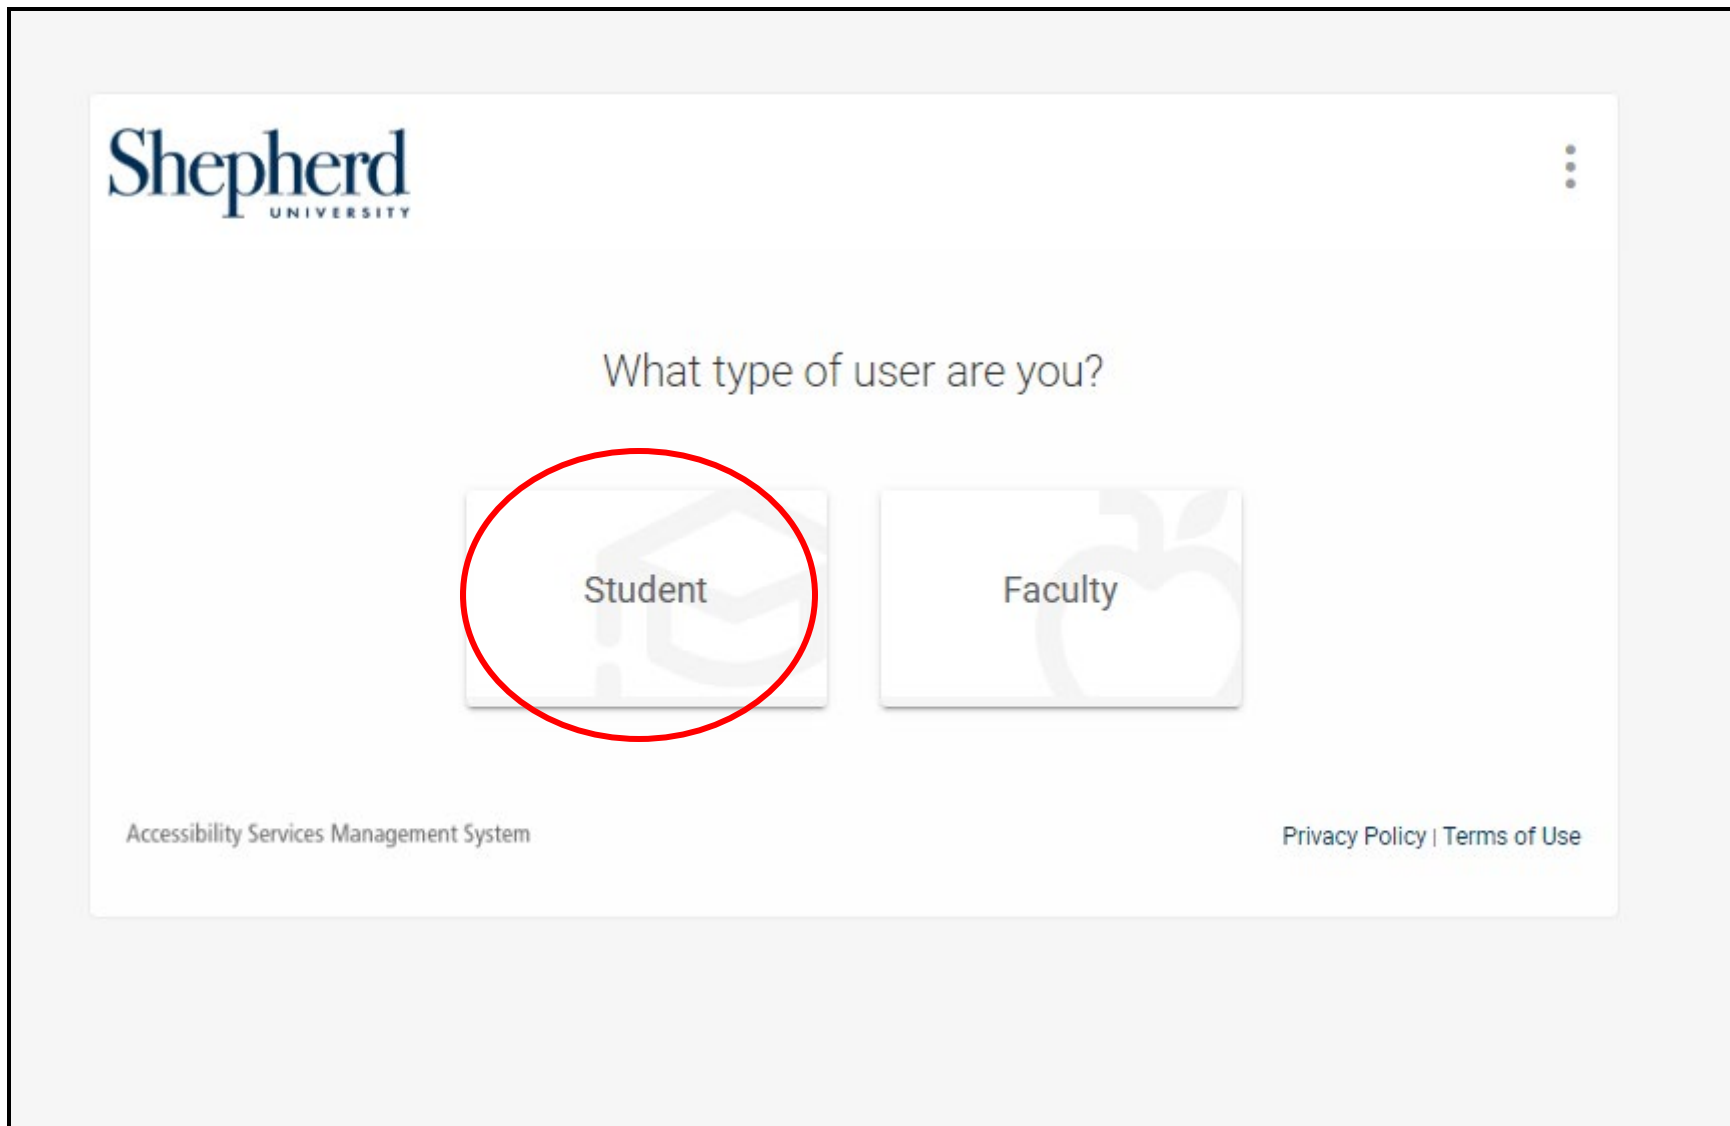 Shepherd
UNIVERSITY
What type of user are you?
Student
Faculty
Accessibility Services Management System
Privacy Policy | Terms of Use